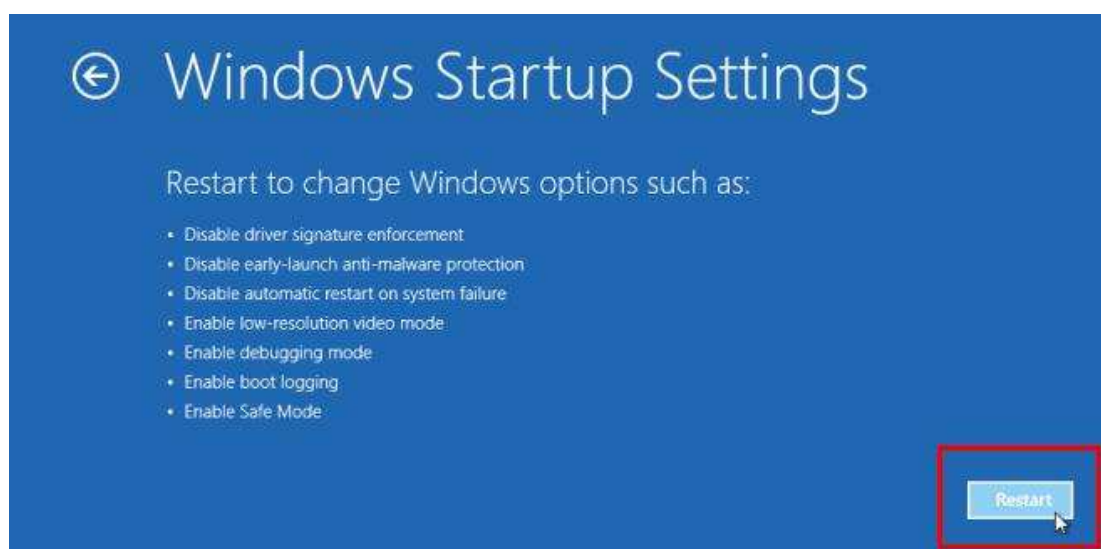 Windows Startup Settings
Restart to change Windows options such as:
• Disable driver signature enforcement
• Disable early-launch anti-malware protection
• Disable automatic restart on system failure
• Enable low-resolution video mode
• Enable debugging mode
• Enable boot logging
• Enable Safe Mode
Restart